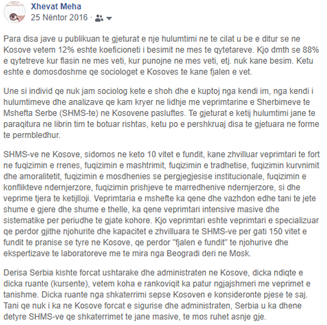 Xhevat Meha
25 Nëntor 2016
Para disa jave u publikuan te gjeturat e nje hulumtimi ne te cilat u be e ditur se ne
Kosove vetem 12% eshte koeficienti i besimit ne mes te qytetareve. Kjo dmth se 88%
e qyteteve kur flasin ne mes veti, kur punojne ne mes veti, etj. nuk kane besim. Ketu
eshte e domosdoshme qe sociologet e Kosoves te kane fjalen e vet.
Une si individ qe nuk jam sociolog kete e shoh dhe e kuptoj nga kendi im, nga kendi i
hulumtimeve dhe analizave qe kam kryer ne lidhje me veprimtarine e Sherbimeve te
Mshefta Serbe (SHMS-te) ne Kosovene pasluftes. Te gjeturat e ketij hulumtimi jane te
paraqitura ne librin tim te botuar rishtas, ketu po e pershkruaj disa te gjetuara ne forme
te permbledhur.
SHMS-ve ne Kosove, sidomos ne keto 10 vitet e fundit, kane zhvilluar veprimtari te fort
ne fuqizimin e rrenes, fuqizimin e mashtrimit, fuqizimin e tradhetise, fuqizimin kurvnimit
dhe amoralitetit, fuqizimin e mosdhenies se pergjegjesise institucionale, fuqizimin e
konflikteve ndernjerzore, fuqizimin prishjeve te marredhenive ndernjerzore, si dhe
veprime tjera te ketijlloji. Veprimtaria e mshefta ka qene dhe vazhdon edhe tani te jete
shume e gjere dhe shume e thelle, ka qene veprimtari intensive masive dhe
sistematike per periudhe te gjate kohore. Kjo veprimtari eshte veprimtari e specializuar
qe perdor gjithe njohurite dhe kapacitet e zhvilluara te SHMS-ve per gati 150 vitet e
fundit te pranise se tyre ne Kosove, qe perdor "fjalen e fundit" te njohurive dhe
ekspertizave te laboratoreve me te mira nga Beogradi deri ne Mosk.
Derisa Serbia kishte forcat ushtarake dhe administraten ne Kosove, dicka ndiqte e
dicka ruante (kursente), vetem koha e rankoviqit ka patur ngjajshmeri me veprimet e
tanishme. Dicka ruante nga shkaterrimi sepse Kosoven e konsideronte pjese te saj.
Tani qe nuk i ka ne Kosove forcat e sigurise dhe administraten, Serbia u ka dhene
detyre SHMS-ve qe shkaterrimet te jane masive, te mos ruhet asnje gje.